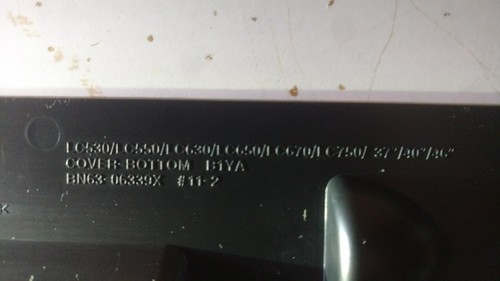 LC530/LC550/LC630/LC650/LC670/LC750/ 37"/40"/46"
COVER-BOTTOM B1YA
BN63-06339X #11-2